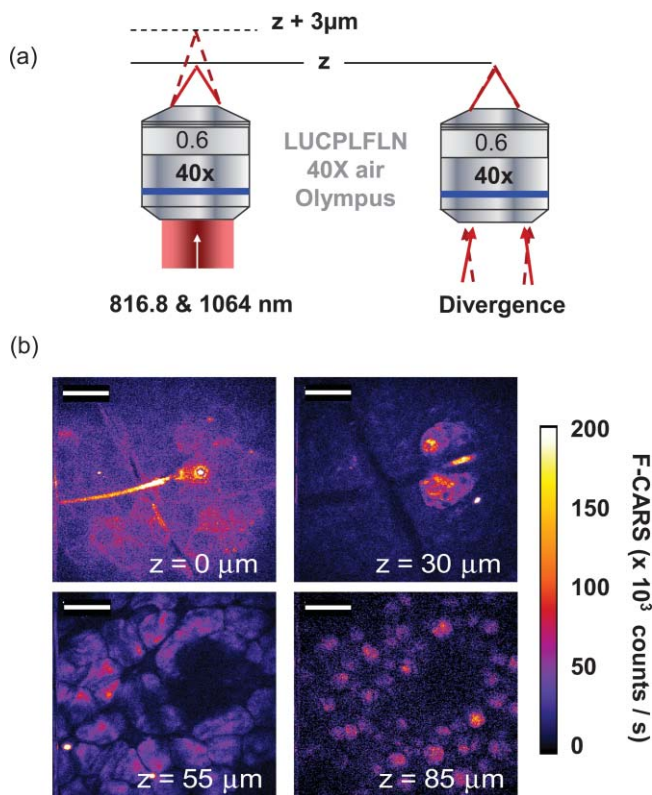 (a)
z + 3µm
z
0.6
40x
LUCPLFLN
40X air
Olympus
0.6
40x
816.8 & 1064 nm
Divergence
(b)
z = 0 µm
z = 30 µm
z = 55 µm
z = 85 µm
200
150
100
50
0
F-CARS (x 10³ counts / s)